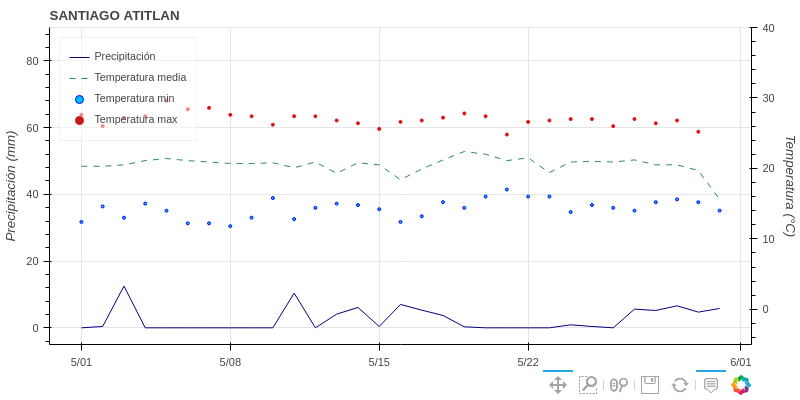 SANTIAGO ATITLAN
Precipitación
Temperatura media
Temperatura min
Temperatura max
80
60
40
20
0
Precipitación (mm)
40
30
20
10
0
Temperatura (°C)
5/01
5/08
5/15
5/22
6/01